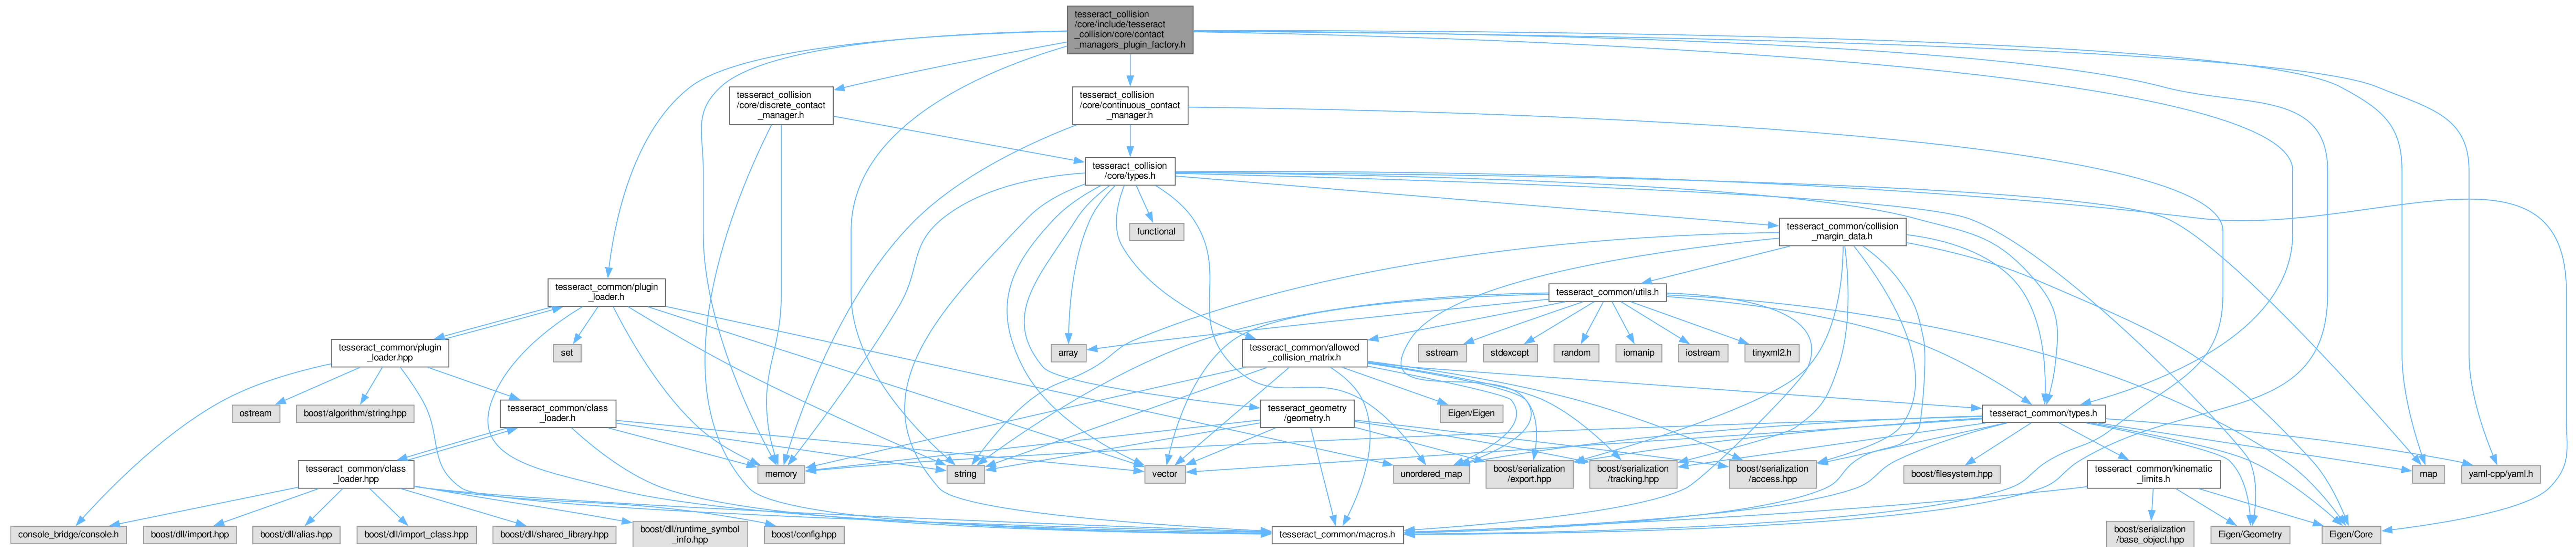 tesseract_collision
/core/include/tesseract
_collision/core/contact
_managers_plugin_factory.h
tesseract_collision
/core/discrete_contact
_manager.h
tesseract_collision
/core/continuous_contact
_manager.h
tesseract_collision
/core/types.h
functional
tesseract_common/collision
_margin_data.h
tesseract_common/plugin
_loader.h
tesseract_common/utils.h
tesseract_common/plugin
_loader.hpp
set
array
tesseract_common/allowed
_collision_matrix.h
sstream
stdexcept
random
iomanip
iostream
tinyxml2.h
ostream
boost/algorithm/string.hpp
tesseract_common/class
_loader.h
tesseract_geometry
/geometry.h
Eigen/Eigen
tesseract_common/types.h
tesseract_common/class
_loader.hpp
memory
string
vector
unordered_map
boost/serialization
/export.hpp
boost/serialization
/tracking.hpp
boost/serialization
/access.hpp
boost/filesystem.hpp
tesseract_common/kinematic
_limits.h
map
yaml-cpp/yaml.h
console_bridge/console.h
boost/dll/import.hpp
boost/dll/alias.hpp
boost/dll/import_class.hpp
boost/dll/shared_library.hpp
boost/dll/runtime_symbol
_info.hpp
boost/config.hpp
tesseract_common/macros.h
boost/serialization
/base_object.hpp
Eigen/Geometry
Eigen/Core